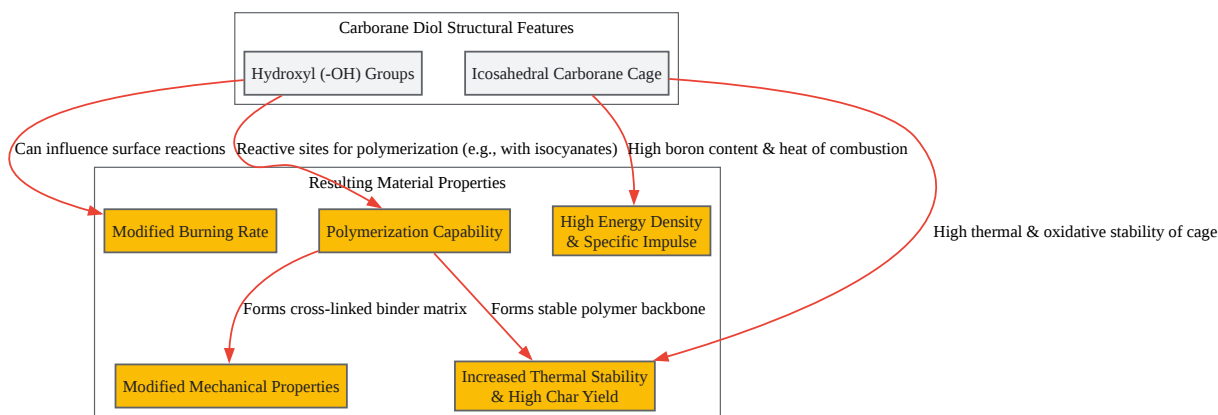 Carborane Diol Structural Features
Hydroxyl (-OH) Groups
Icosahedral Carborane Cage
Can influence surface reactions
Reactive sites for polymerization (e.g., with isocyanates)
High boron content & heat of combustion
Resulting Material Properties
Modified Burning Rate
Polymerization Capability
High Energy Density
& Specific Impulse
High thermal & oxidative stability of cage
Forms cross-linked binder matrix
Forms stable polymer backbone
Modified Mechanical Properties
Increased Thermal Stability
& High Char Yield